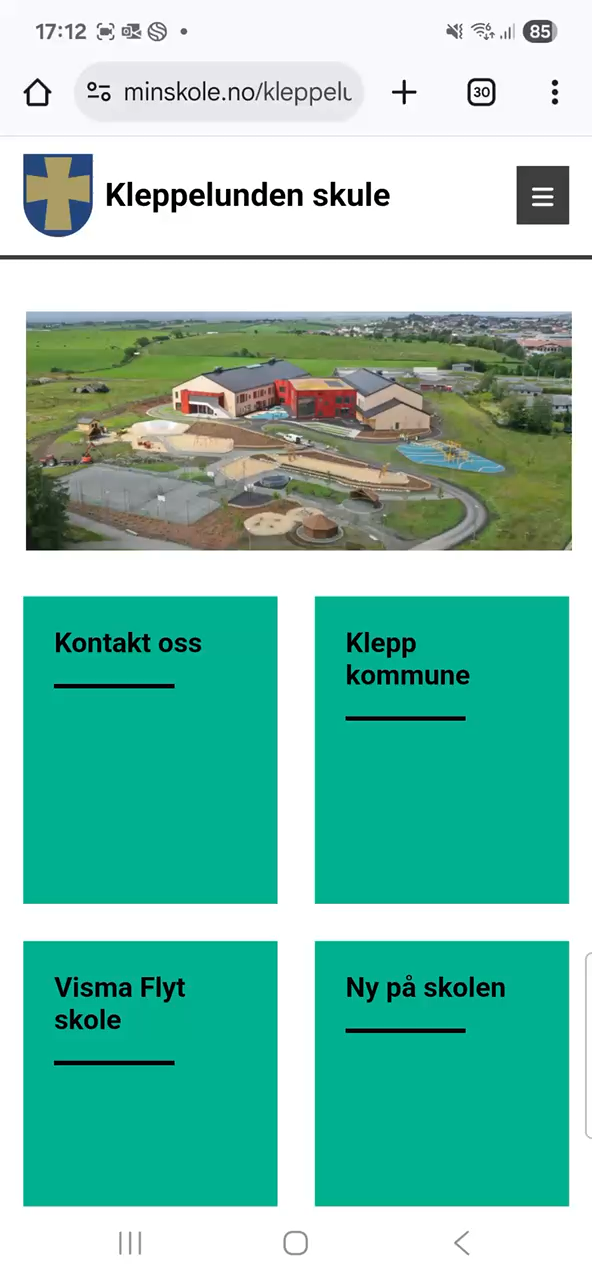 17:12
85
minskole.no/kleppelu
30
Kleppelunden skule
Kontakt oss
Klepp
kommune
Visma Flyt
skole
Ny på skolen